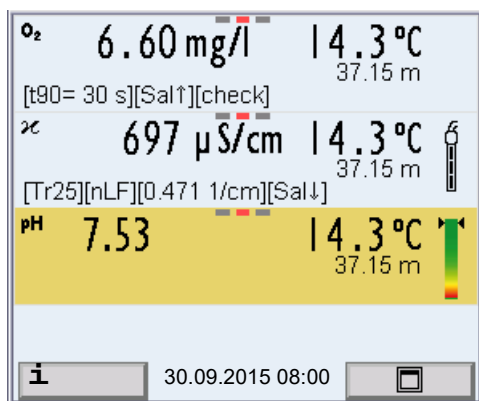 O₂ 6.60 mg/l 14.3 °C
37.15 m
[t90= 30 s][Sal↑][check]
ϰ 697 µS/cm 14.3 °C
37.15 m
[Tr25][nLF][0.471 1/cm][Sal↓]
pH 7.53 14.3 °C
37.15 m
i 30.09.2015 08:00